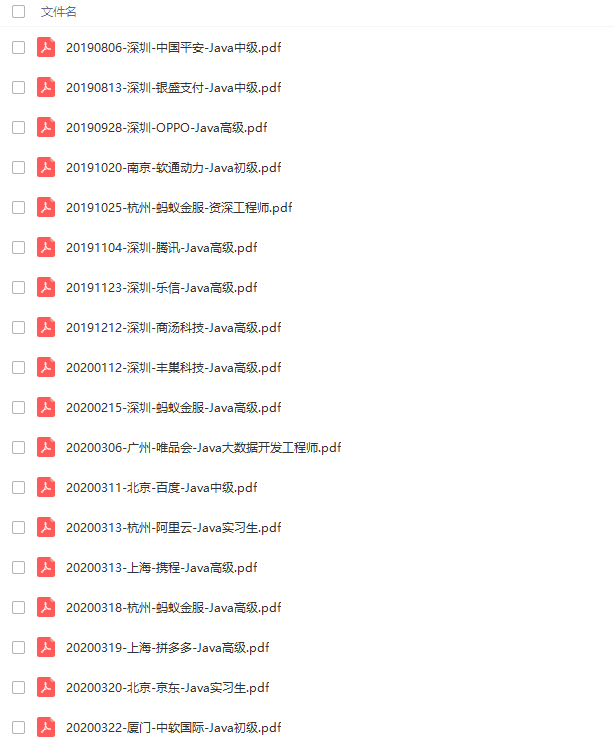 文件名
20190806-深圳-中国平安-Java中级.pdf
20190813-深圳-银盛支付-Java中级.pdf
20190928-深圳-OPPO-Java高级.pdf
20191020-南京-软通动力-Java初级.pdf
20191025-杭州-蚂蚁金服-资深工程师.pdf
20191104-深圳-腾讯-Java高级.pdf
20191123-深圳-乐信-Java高级.pdf
20191212-深圳-商汤科技-Java高级.pdf
20200112-深圳-丰巢科技-Java高级.pdf
20200215-深圳-蚂蚁金服-Java高级.pdf
20200306-广州-唯品会-Java大数据开发工程师.pdf
20200311-北京-百度-Java中级.pdf
20200313-杭州-阿里云-Java实习生.pdf
20200313-上海-携程-Java高级.pdf
20200318-杭州-蚂蚁金服-Java高级.pdf
20200319-上海-拼多多-Java高级.pdf
20200320-北京-京东-Java实习生.pdf
20200322-厦门-中软国际-Java初级.pdf